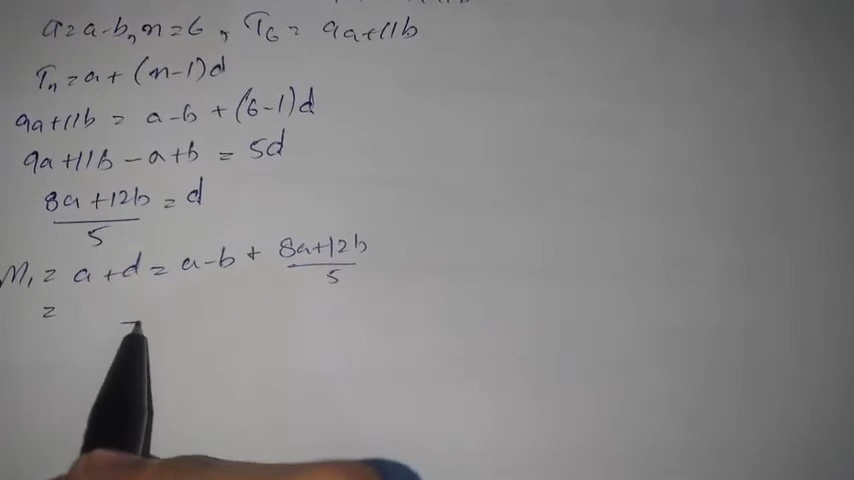 a = a-b, n = 6, T6 = 9a+11b
Tn = a + (n-1)d
9a+11b = a-b + (6-1)d
9a+11b - a+b = 5d
8a+12b/5 = d
M1 = a+d = a-b + 8a+12b/5
=